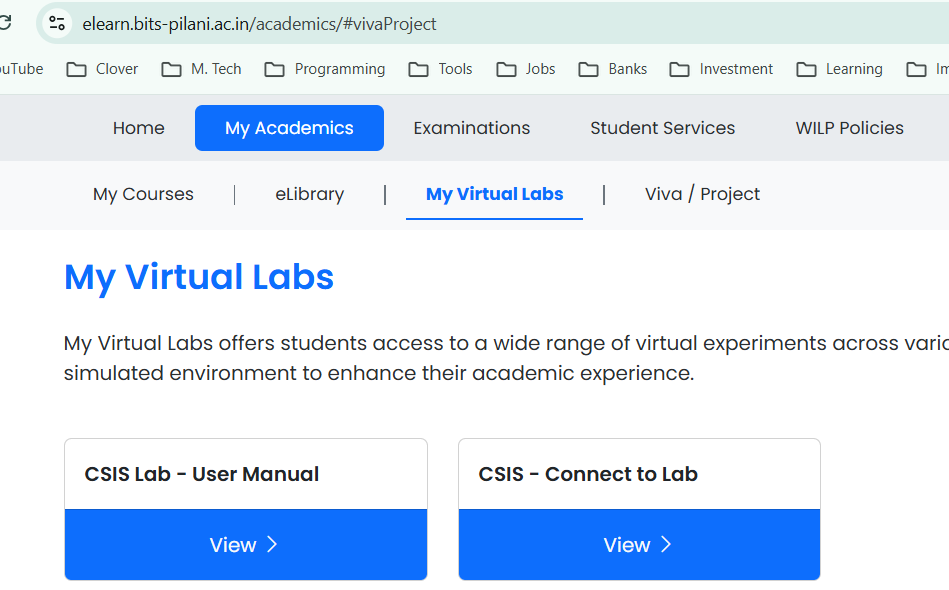 elearn.bits-pilani.ac.in/academics/#vivaProject
Clover M. Tech Programming Tools Jobs Banks Investment Learning
Home My Academics Examinations Student Services WILP Policies
My Courses | eLibrary | My Virtual Labs | Viva / Project
My Virtual Labs
My Virtual Labs offers students access to a wide range of virtual experiments across
simulated environment to enhance their academic experience.
CSIS Lab - User Manual CSIS - Connect to Lab
View View